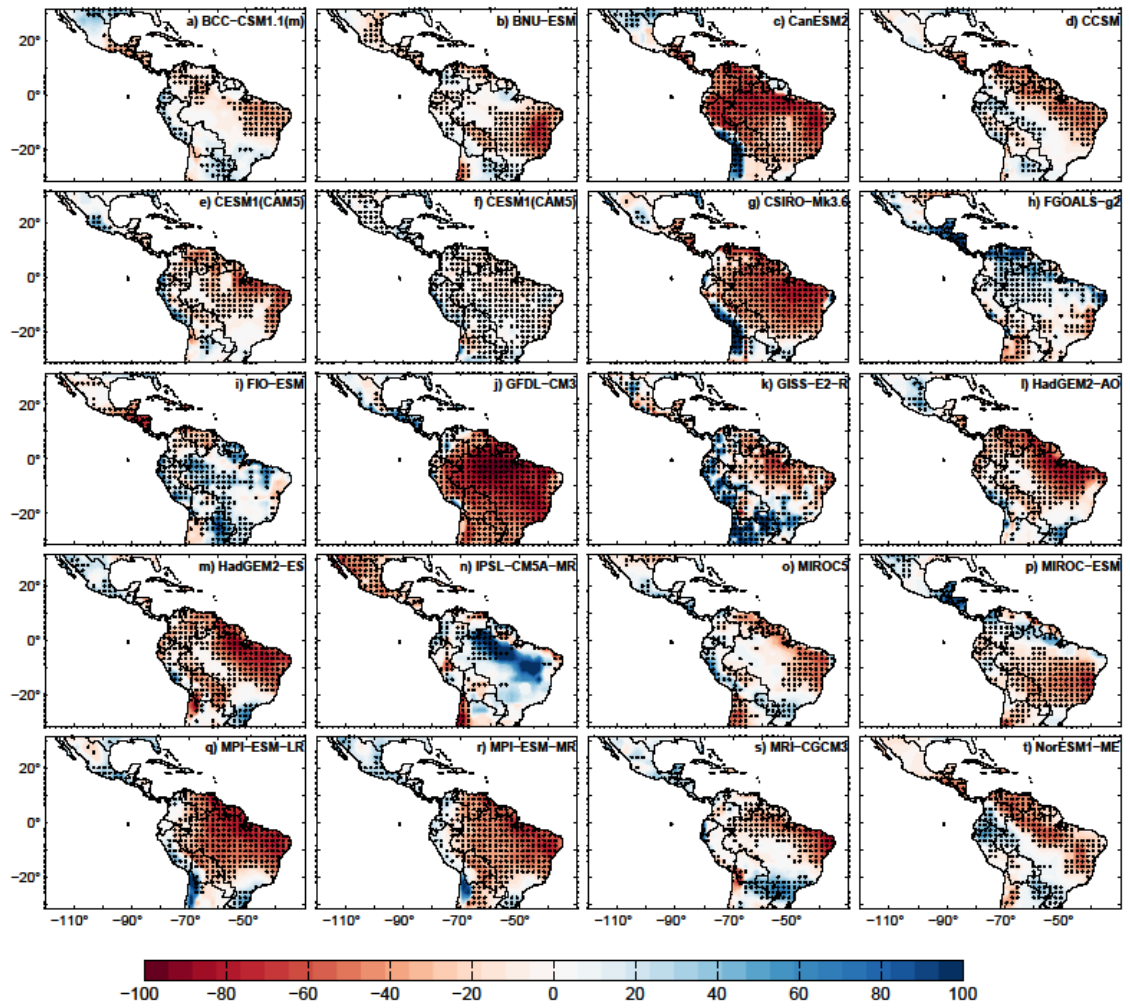 a) BCC-CSM1.1(m)
b) BNU-ESM
c) CanESM2
d) CCSM
20°
0°
−20°
e) CESM1(CAM5)
f) CESM1(CAM5)
g) CSIRO-Mk3.6
h) FGOALS-g2
20°
0°
−20°
i) FIO-ESM
j) GFDL-CM3
k) GISS-E2-R
l) HadGEM2-AO
20°
0°
−20°
m) HadGEM2-ES
n) IPSL-CM5A-MR
o) MIROC5
p) MIROC-ESM
20°
0°
−20°
q) MPI-ESM-LR
r) MPI-ESM-MR
s) MRI-CGCM3
t) NorESM1-ME
20°
0°
−20°
−110° −90° −70° −50° −110° −90° −70° −50° −110° −90° −70° −50° −110° −90° −70° −50°
−100 −80 −60 −40 −20 0 20 40 60 80 100